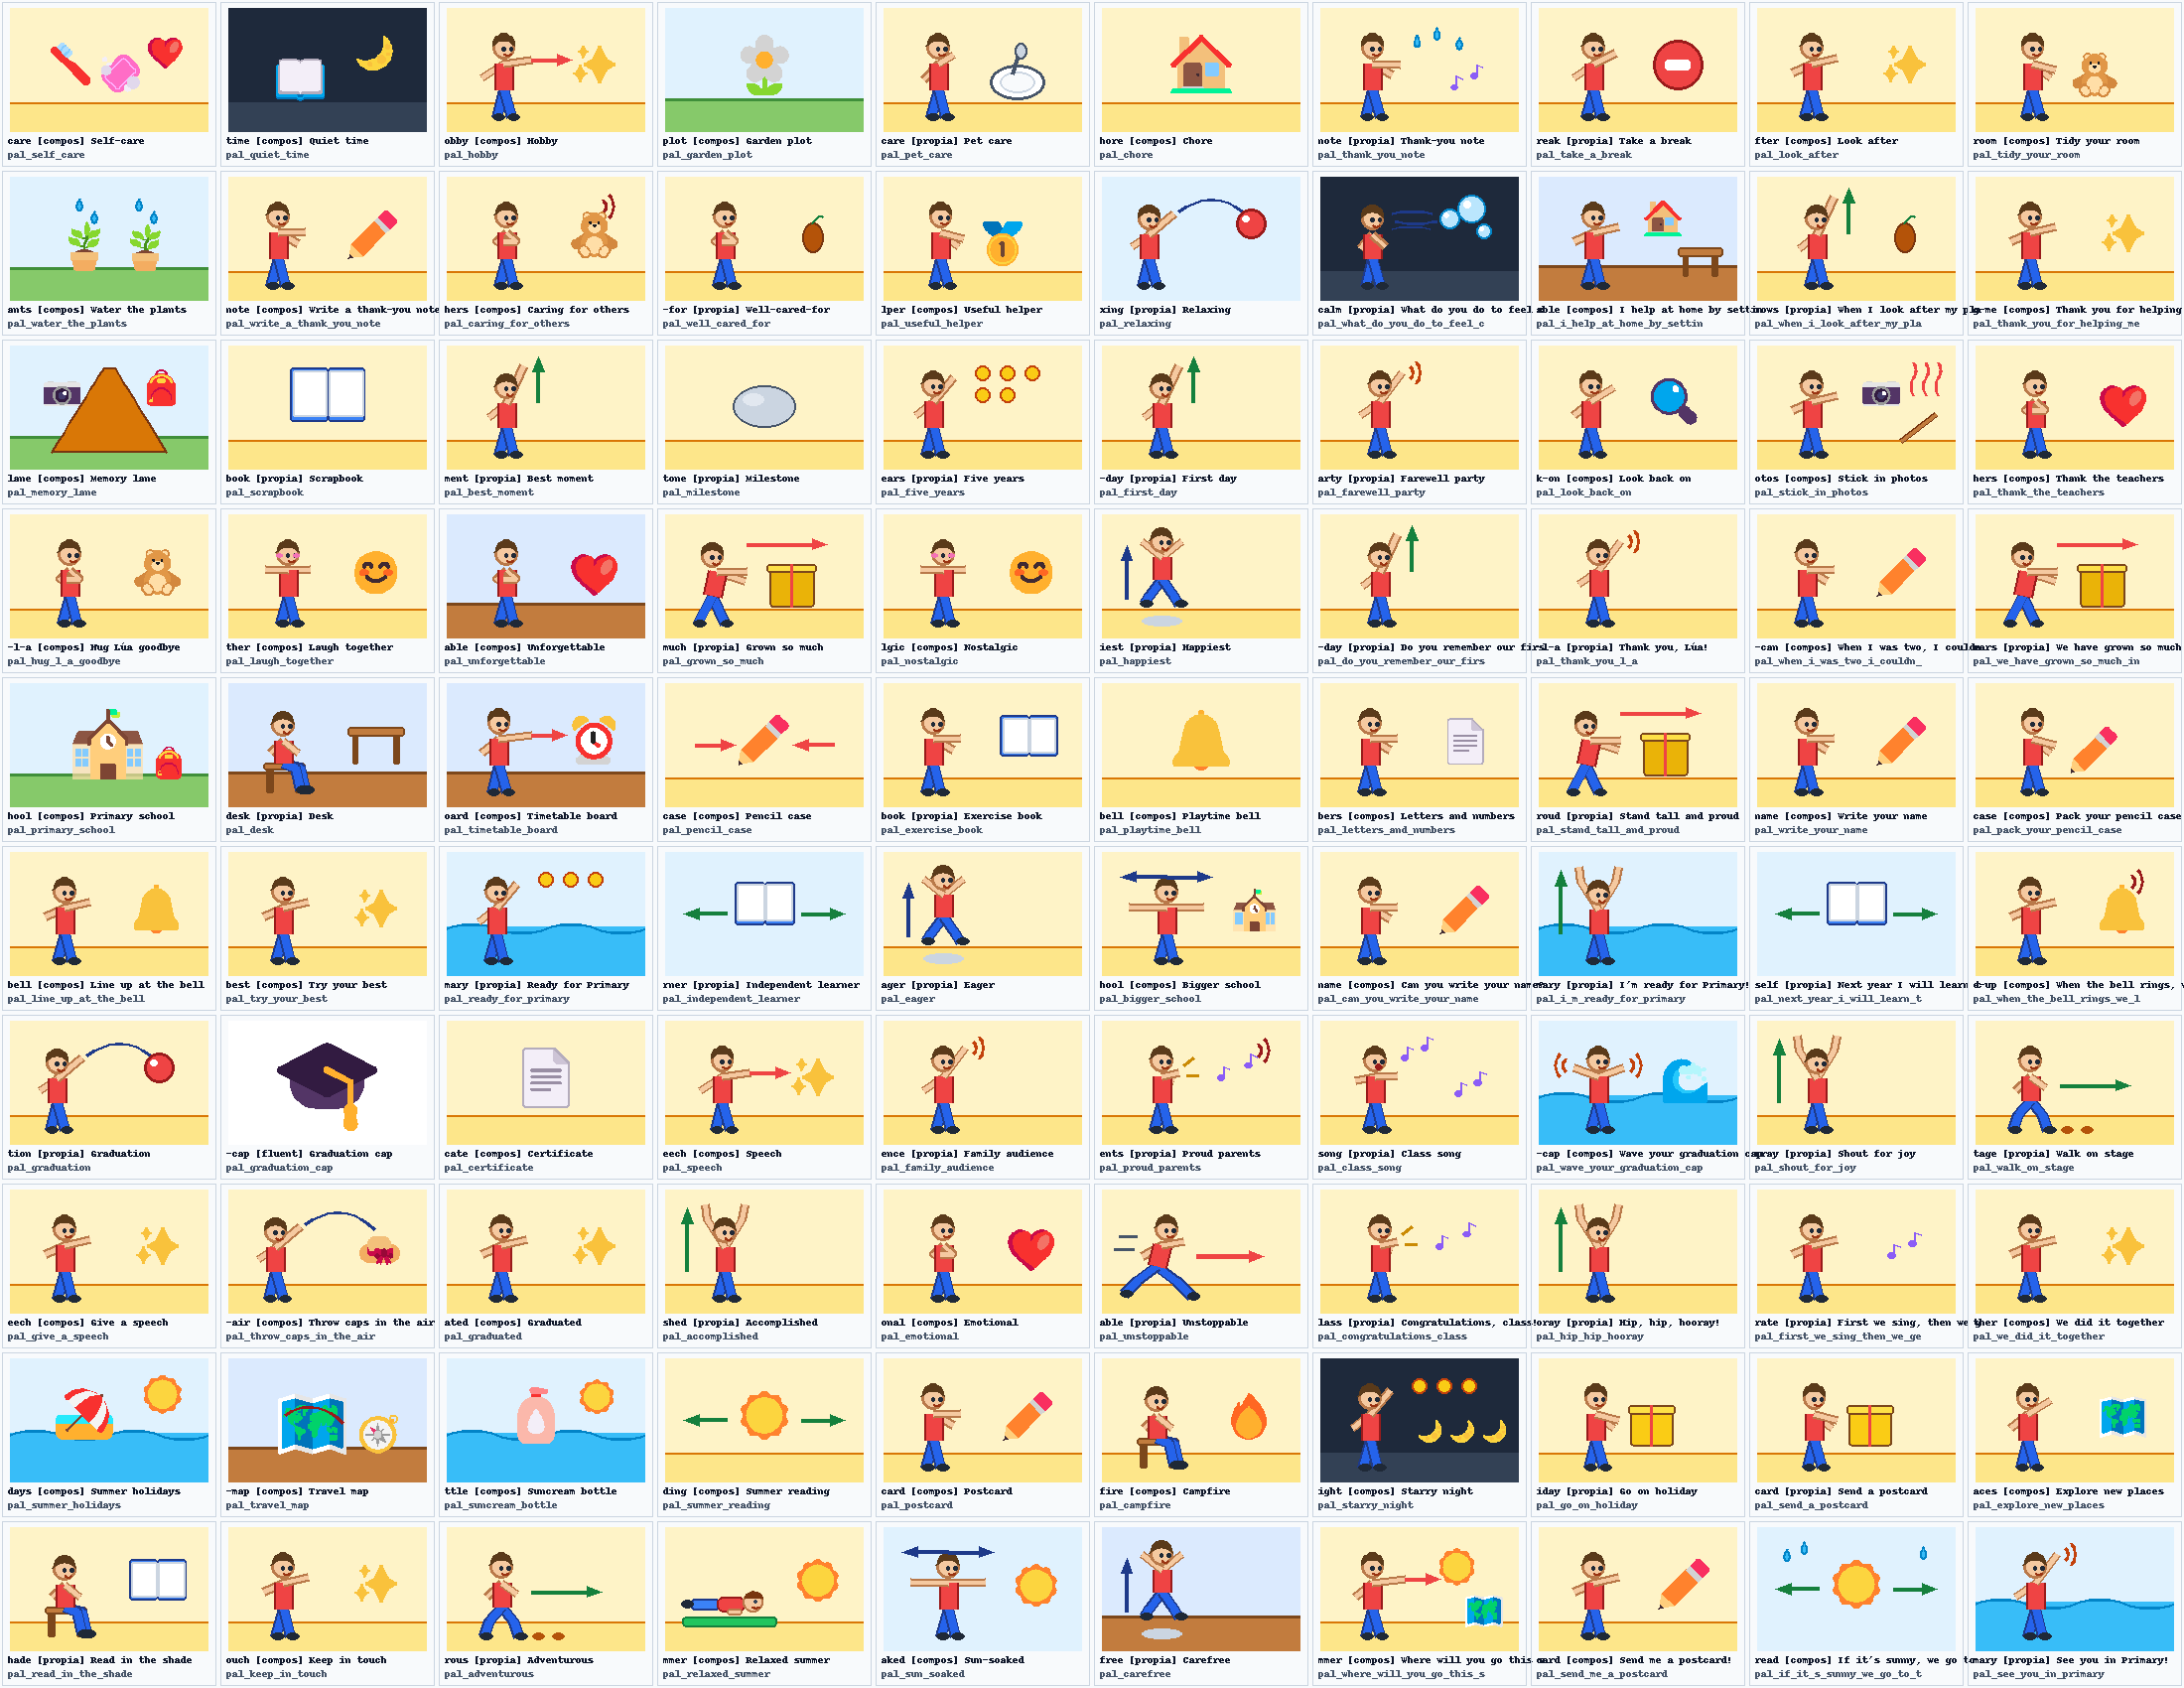 care [compos] Self-care
pal_self_care
time [compos] Quiet time
pal_quiet_time
obby [compos] Hobby
pal_hobby
plot [compos] Garden plot
pal_garden_plot
care [propia] Pet care
pal_pet_care
hore [compos] Chore
pal_chore
note [propia] Thank-you note
pal_thank_you_note
reak [propia] Take a break
pal_take_a_break
fter [compos] Look after
pal_look_after
room [compos] Tidy your room
pal_tidy_your_room
ants [compos] Water the plants
pal_water_the_plants
note [compos] Write a thank-you note
pal_write_a_thank_you_note
hers [compos] Caring for others
pal_caring_for_others
-for [propia] Well-cared-for
pal_well_cared_for
lper [compos] Useful helper
pal_useful_helper
xing [propia] Relaxing
pal_relaxing
calm [propia] What do you do to feel
pal_what_do_you_do_to_feel_c
able [compos] I help at home by settin
pal_i_help_at_home_by_settin
ows [propia] When I look after my pla
pal_when_i_look_after_my_pla
-me [compos] Thank you for helping
pal_thank_you_for_helping_me
lane [compos] Memory lane
pal_memory_lane
book [propia] Scrapbook
pal_scrapbook
ment [propia] Best moment
pal_best_moment
tone [propia] Milestone
pal_milestone
ears [propia] Five years
pal_five_years
-day [propia] First day
pal_first_day
arty [propia] Farewell party
pal_farewell_party
k-on [compos] Look back on
pal_look_back_on
otos [compos] Stick in photos
pal_stick_in_photos
hers [compos] Thank the teachers
pal_thank_the_teachers
-l-a [compos] Hug Lúa goodbye
pal_hug_l_a_goodbye
ther [compos] Laugh together
pal_laugh_together
able [compos] Unforgettable
pal_unforgettable
much [propia] Grown so much
pal_grown_so_much
lgic [compos] Nostalgic
pal_nostalgic
iest [propia] Happiest
pal_happiest
-day [propia] Do you remember our firs
pal_do_you_remember_our_firs
l-a [propia] Thank you, Lúa!
pal_thank_you_l_a
-can [compos] When I was two, I could
pal_when_i_was_two_i_couldn_
ears [propia] We have grown so much
pal_we_have_grown_so_much_in
hool [compos] Primary school
pal_primary_school
desk [propia] Desk
pal_desk
oard [compos] Timetable board
pal_timetable_board
case [compos] Pencil case
pal_pencil_case
book [propia] Exercise book
pal_exercise_book
bell [compos] Playtime bell
pal_playtime_bell
bers [compos] Letters and numbers
pal_letters_and_numbers
roud [propia] Stand tall and proud
pal_stand_tall_and_proud
name [compos] Write your name
pal_write_your_name
case [compos] Pack your pencil case
pal_pack_your_pencil_case
bell [compos] Line up at the bell
pal_line_up_at_the_bell
best [compos] Try your best
pal_try_your_best
mary [propia] Ready for Primary
pal_ready_for_primary
rner [propia] Independent learner
pal_independent_learner
ager [propia] Eager
pal_eager
hool [compos] Bigger school
pal_bigger_school
name [compos] Can you write your name
pal_can_you_write_your_name
ary [propia] I'm ready for Primary!
pal_i_m_ready_for_primary
self [propia] Next year I will learn
pal_next_year_i_will_learn_t
-up [compos] When the bell rings,
pal_when_the_bell_rings_we_l
tion [propia] Graduation
pal_graduation
-cap [fluent] Graduation cap
pal_graduation_cap
cate [compos] Certificate
pal_certificate
eech [compos] Speech
pal_speech
ence [propia] Family audience
pal_family_audience
ents [propia] Proud parents
pal_proud_parents
song [propia] Class song
pal_class_song
-cap [compos] Wave your graduation cap
pal_wave_your_graduation_cap
ray [propia] Shout for joy
pal_shout_for_joy
tage [propia] Walk on stage
pal_walk_on_stage
eech [compos] Give a speech
pal_give_a_speech
-air [compos] Throw caps in the air
pal_throw_caps_in_the_air
ated [compos] Graduated
pal_graduated
shed [propia] Accomplished
pal_accomplished
onal [compos] Emotional
pal_emotional
able [propia] Unstoppable
pal_unstoppable
lass [propia] Congratulations, class!
pal_congratulations_class
oray [propia] Hip, hip, hooray!
pal_hip_hip_hooray
rate [propia] First we sing, then we
pal_first_we_sing_then_we_ge
ther [compos] We did it together
pal_we_did_it_together
days [compos] Summer holidays
pal_summer_holidays
-map [compos] Travel map
pal_travel_map
ttle [compos] Suncream bottle
pal_suncream_bottle
ding [compos] Summer reading
pal_summer_reading
card [compos] Postcard
pal_postcard
fire [compos] Campfire
pal_campfire
ight [compos] Starry night
pal_starry_night
iday [propia] Go on holiday
pal_go_on_holiday
card [propia] Send a postcard
pal_send_a_postcard
aces [compos] Explore new places
pal_explore_new_places
hade [propia] Read in the shade
pal_read_in_the_shade
ouch [compos] Keep in touch
pal_keep_in_touch
rous [propia] Adventurous
pal_adventurous
mmer [compos] Relaxed summer
pal_relaxed_summer
aked [compos] Sun-soaked
pal_sun_soaked
free [propia] Carefree
pal_carefree
mmer [compos] Where will you go this
pal_where_will_you_go_this_s
card [compos] Send me a postcard!
pal_send_me_a_postcard
read [compos] If it's sunny, we go
pal_if_it_s_sunny_we_go_to_t
mary [propia] See you in Primary!
pal_see_you_in_primary